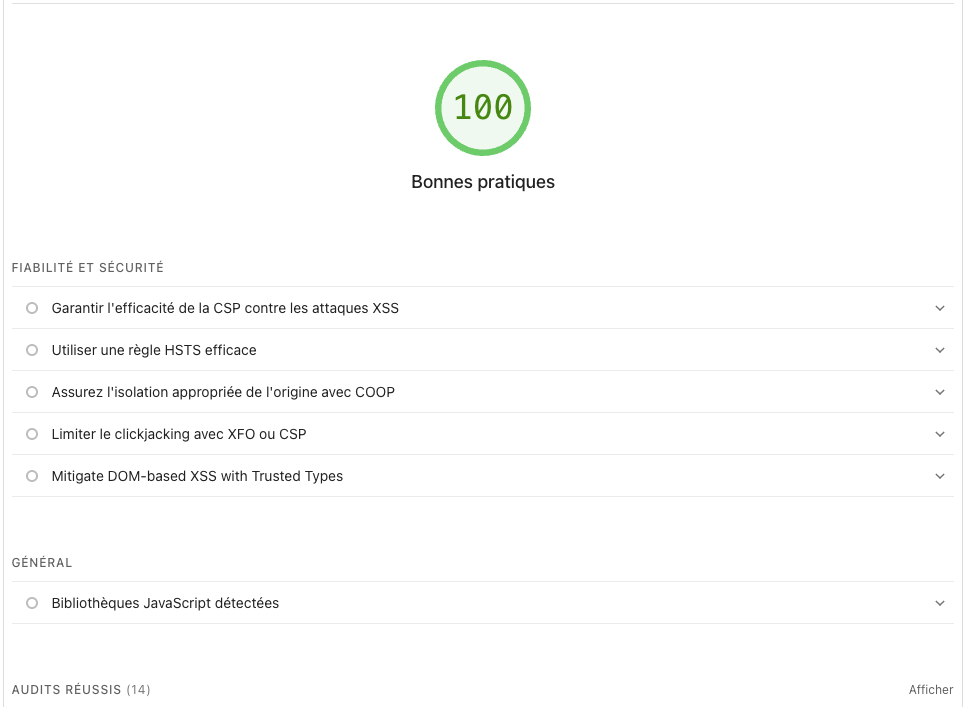 100
Bonnes pratiques
FIABILITÉ ET SÉCURITÉ
Garantir l'efficacité de la CSP contre les attaques XSS
Utiliser une règle HSTS efficace
Assurez l'isolation appropriée de l'origine avec COOP
Limiter le clickjacking avec XFO ou CSP
Mitigate DOM-based XSS with Trusted Types
GÉNÉRAL
Bibliothèques JavaScript détectées
AUDITS RÉUSSIS (14) Afficher